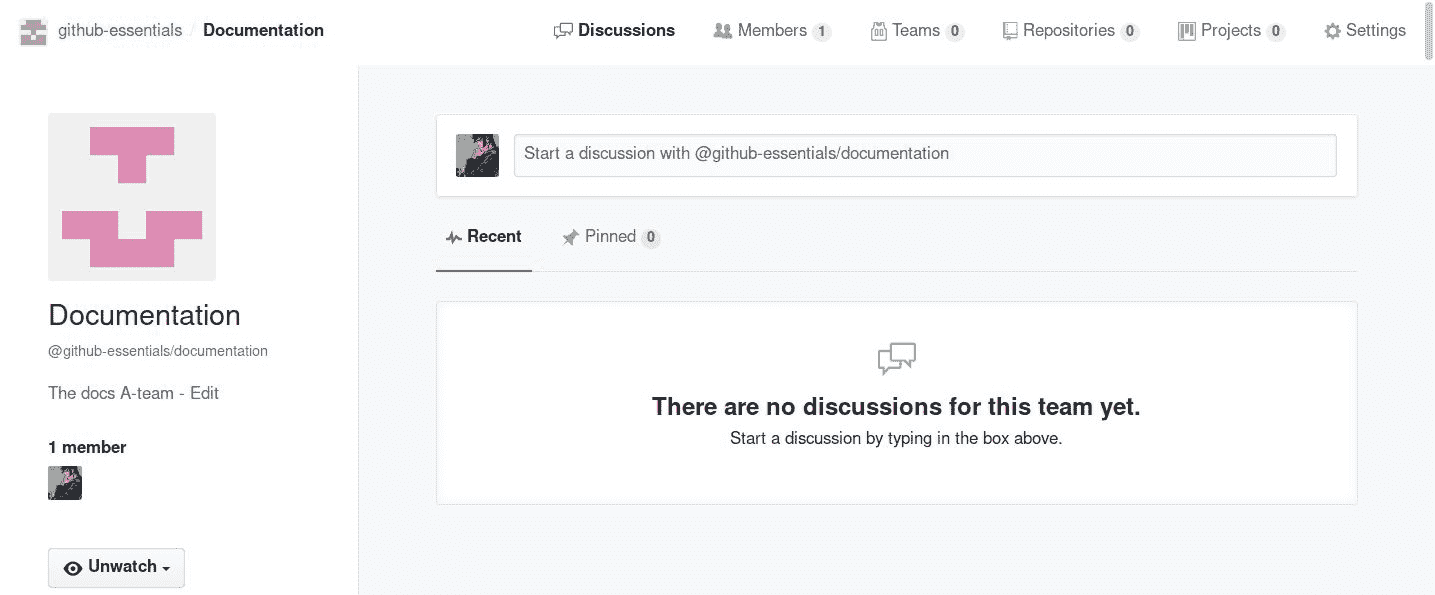 github-essentials / Documentation
Discussions Members 1 Teams 0 Repositories 0 Projects 0 Settings
Start a discussion with @github-essentials/documentation
Recent Pinned 0
Documentation
@github-essentials/documentation
The docs A-team - Edit
1 member
Unwatch
There are no discussions for this team yet.
Start a discussion by typing in the box above.